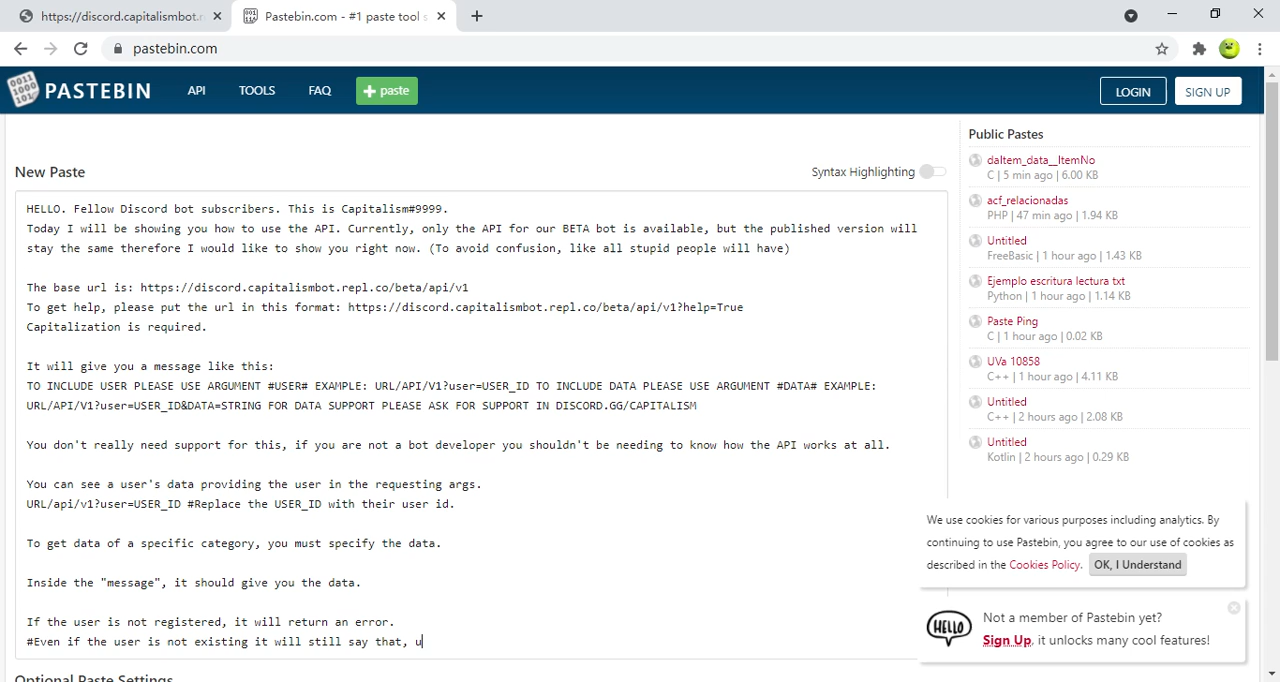 https://discord.capitalismbot.r
Pastebin.com - #1 paste tool s
pastebin.com
0011
1000
101
PASTEBIN
API
TOOLS
FAQ
+ paste
LOGIN
SIGN UP
New Paste
Syntax Highlighting
HELLO. Fellow Discord bot subscribers. This is Capitalism#9999.
Today I will be showing you how to use the API. Currently, only the API for our BETA bot is available, but the published version will
stay the same therefore I would like to show you right now. (To avoid confusion, like all stupid people will have)
The base url is: https://discord.capitalismbot.repl.co/beta/api/v1
To get help, please put the url in this format: https://discord.capitalismbot.repl.co/beta/api/v1?help=True
Capitalization is required.
It will give you a message like this:
TO INCLUDE USER PLEASE USE ARGUMENT #USER# EXAMPLE: URL/API/V1?user=USER_ID TO INCLUDE DATA PLEASE USE ARGUMENT #DATA# EXAMPLE:
URL/API/V1?user=USER_ID&DATA=STRING FOR DATA SUPPORT PLEASE ASK FOR SUPPORT IN DISCORD.GG/CAPITALISM
You don't really need support for this, if you are not a bot developer you shouldn't be needing to know how the API works at all.
You can see a user's data providing the user in the requesting args.
URL/api/v1?user=USER_ID #Replace the USER_ID with their user id.
To get data of a specific category, you must specify the data.
Inside the "message", it should give you the data.
If the user is not registered, it will return an error.
#Even if the user is not existing it will still say that, u
Optional Paste Settings
Public Pastes
daItem_data__ItemNo
C | 5 min ago | 6.00 KB
acf_relacionadas
PHP | 47 min ago | 1.94 KB
Untitled
FreeBasic | 1 hour ago | 1.43 KB
Ejemplo escritura lectura txt
Python | 1 hour ago | 1.14 KB
Paste Ping
C | 1 hour ago | 0.02 KB
UVa 10858
C++ | 1 hour ago | 4.11 KB
Untitled
C++ | 2 hours ago | 2.08 KB
Untitled
Kotlin | 2 hours ago | 0.29 KB
We use cookies for various purposes including analytics. By
continuing to use Pastebin, you agree to our use of cookies as
described in the Cookies Policy. OK, I Understand
HELLO
Not a member of Pastebin yet?
Sign Up, it unlocks many cool features!